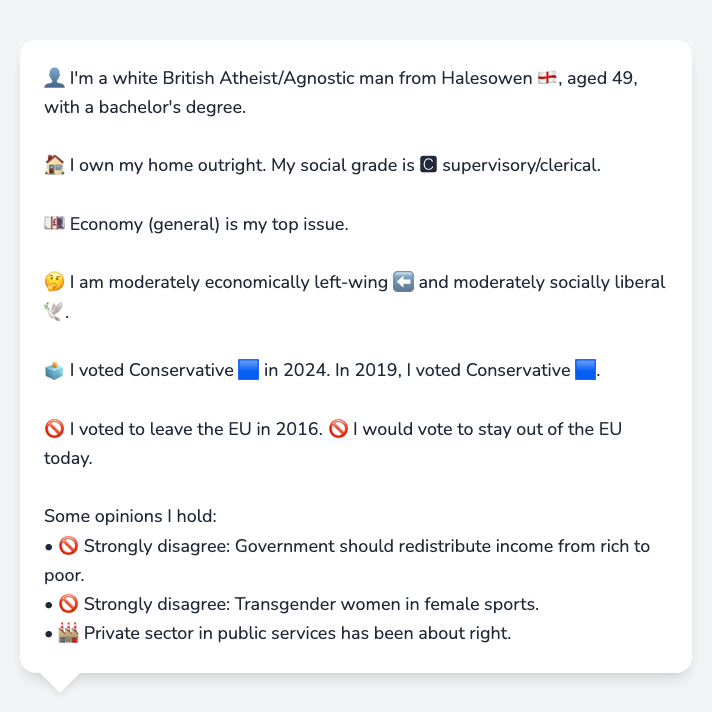 👤 I'm a white British Atheist/Agnostic man from Halesowen 🏴󠁧󠁢󠁥󠁮󠁧󠁿, aged 49,
with a bachelor's degree.
🏠 I own my home outright. My social grade is 🅲 supervisory/clerical.
💷 Economy (general) is my top issue.
🤔 I am moderately economically left-wing ⬅️ and moderately socially liberal
🕊️.
🗳️ I voted Conservative 🟦 in 2024. In 2019, I voted Conservative 🟦.
🚫 I voted to leave the EU in 2016. 🚫 I would vote to stay out of the EU
today.
Some opinions I hold:
• 🚫 Strongly disagree: Government should redistribute income from rich to
poor.
• 🚫 Strongly disagree: Transgender women in female sports.
• 🏭 Private sector in public services has been about right.